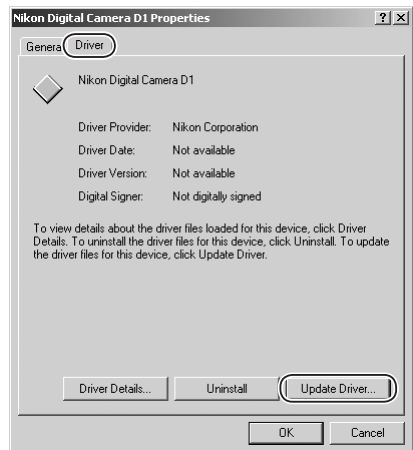 Nikon Digital Camera D1 Properties
General Driver
Nikon Digital Camera D1
Driver Provider: Nikon Corporation
Driver Date: Not available
Driver Version: Not available
Digital Signer: Not digitally signed
To view details about the driver files loaded for this device, click Driver
Details. To uninstall the driver files for this device, click Uninstall. To update
the driver files for this device, click Update Driver.
Driver Details... Uninstall Update Driver...
OK Cancel